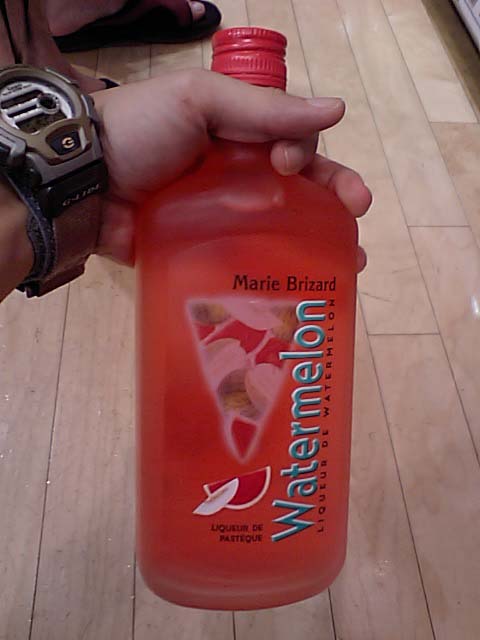 Marie Brizard
Watermelon
LIQUEUR DE WATERMELON
LIQUEUR DE
PASTÈQUE
G